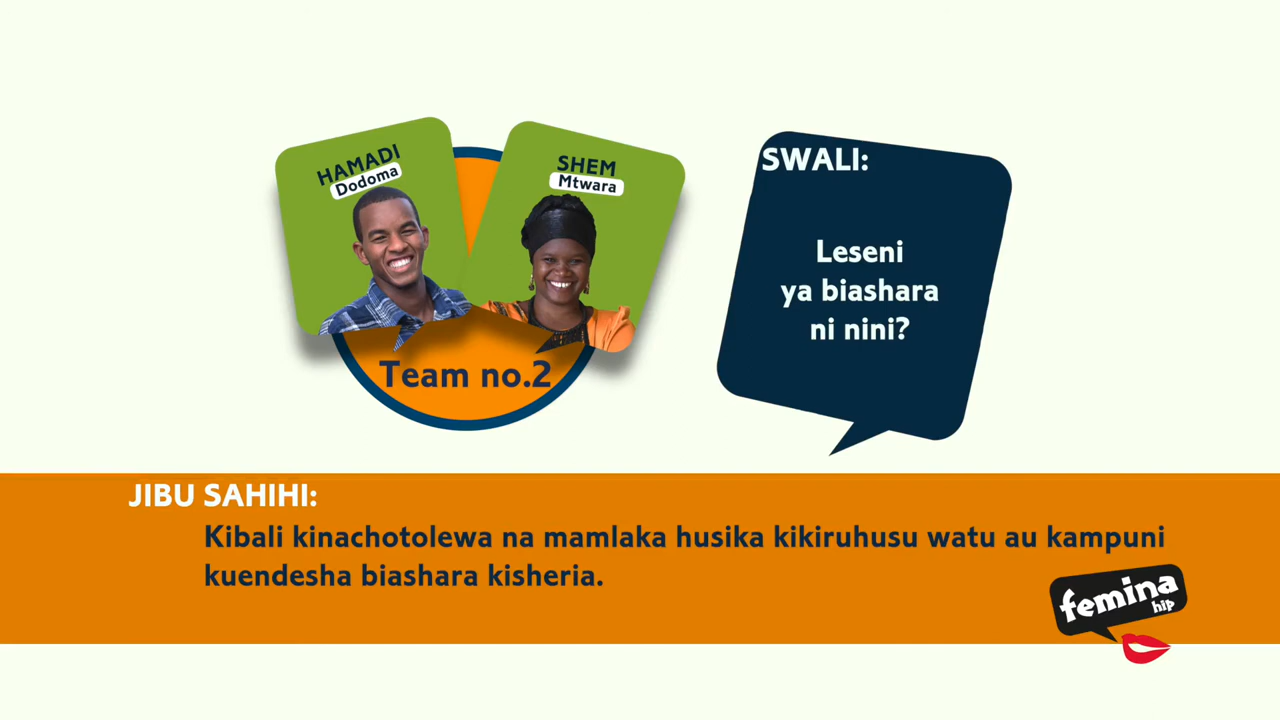 HAMADI
Dodoma
SHEM
Mtwara
Team no.2
SWALI:
Leseni
ya biashara
ni nini?
JIBU SAHIHI:
Kibali kinachotolewa na mamlaka husika kikiruhusu watu au kampuni
kuendesha biashara kisheria.
femina
hip